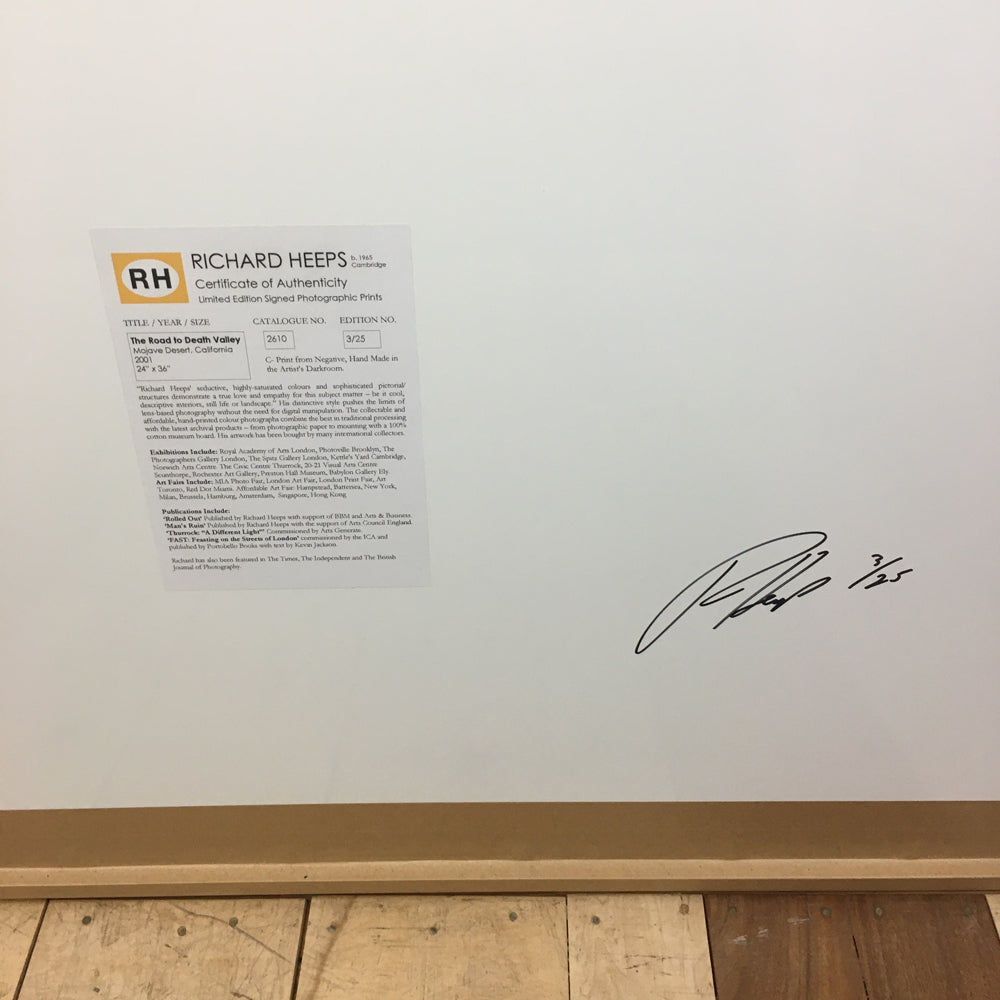 RH
RICHARD HEEPS b. 1965 Cambridge
Certificate of Authenticity
Limited Edition Signed Photographic Prints
TITLE / YEAR / SIZE CATALOGUE NO. EDITION NO.
The Road to Death Valley 2610 3/25
Mojave Desert, California
2001
24" x 36"
C- Print from Negative, Hand Made in
the Artist's Darkroom.
"Richard Heeps' seductive, highly-saturated colours and sophisticated pictorial
structures demonstrate a true love and empathy for this subject matter – be it cool,
descriptive interiors, still life or landscape." His distinctive style pushes the limits of
lens-based photography without the need for digital manipulation. The collectable and
affordable, hand-printed colour photographs combine the best in traditional processing
with the latest archival products – from photographic paper to mounting with a 100%
cotton museum board. His artwork has been bought by many international collectors.
Exhibitions Include: Royal Academy of Arts London, Photoville Brooklyn, The
Photographers Gallery London, The Spitz Gallery London, Kettle's Yard Cambridge,
Norwich Arts Centre. The Civic Centre Thurrock, 20-21 Visual Arts Centre
Scunthorpe, Rochester Art Gallery, Preston Hall Museum, Babylon Gallery Ely.
Art Fairs Include: MIA Photo Fair, London Art Fair, London Print Fair, Art
Toronto, Red Dot Miami. Affordable Art Fair: Hampstead, Battersea, New York,
Milan, Brussels, Hamburg, Amsterdam, Singapore, Hong Kong
Publications Include:
'Rolled Out' Published by Richard Heeps with support of BBM and Arts & Business.
'Man's Ruin' Published by Richard Heeps with the support of Arts Council England.
'Thurrock: "A Different Light"' Commissioned by Arts Generate.
'FAST: Feasting on the Streets of London' commissioned by the ICA and
published by Portobello Books with text by Kevin Jackson.
Richard has also been featured in The Times, The Independent and The British
Journal of Photography.
R Heeps 3/25